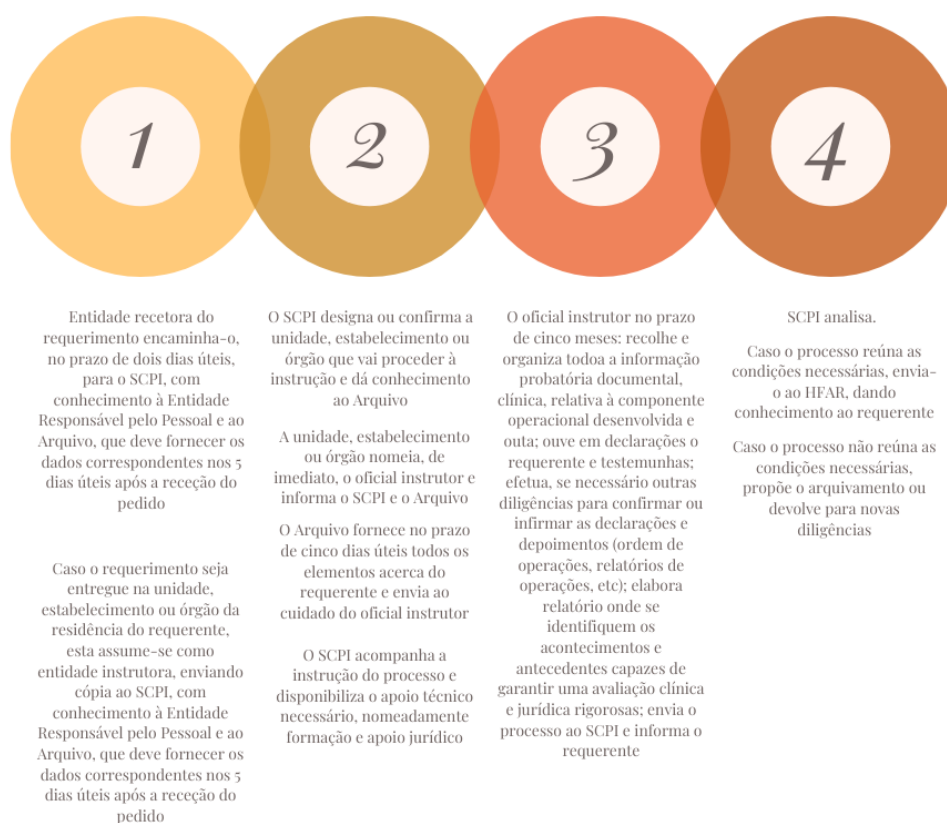 1
2
3
4
Entidade recetora do
requerimento encaminha-o,
no prazo de dois dias úteis,
para o SCPI, com
conhecimento à Entidade
Responsável pelo Pessoal e ao
Arquivo, que deve fornecer os
dados correspondentes nos 5
dias úteis após a receção do
pedido
Caso o requerimento seja
entregue na unidade,
estabelecimento ou órgão da
residência do requerente,
esta assume-se como
entidade instrutora, enviando
cópia ao SCPI, com
conhecimento à Entidade
Responsável pelo Pessoal e ao
Arquivo, que deve fornecer os
dados correspondentes nos 5
dias úteis após a receção do
pedido
O SCPI designa ou confirma a
unidade, estabelecimento ou
órgão que vai proceder à
instrução e dá conhecimento
ao Arquivo
A unidade, estabelecimento
ou órgão nomeia, de
imediato, o oficial instrutor e
informa o SCPI e o Arquivo
O Arquivo fornece no prazo
de cinco dias úteis todos os
elementos acerca do
requerente e envia ao
cuidado do oficial instrutor
O SCPI acompanha a
instrução do processo e
disponibiliza o apoio técnico
necessário, nomeadamente
formação e apoio jurídico
O oficial instrutor no prazo
de cinco meses: recolhe e
organiza todoa a informação
probatória documental,
clínica, relativa à componente
operacional desenvolvida e
outa; ouve em declarações o
requerente e testemunhas;
efetua, se necessário outras
diligências para confirmar ou
infirmar as declarações e
depoimentos (ordem de
operações, relatórios de
operações, etc); elabora
relatório onde se
identifiquem os
acontecimentos e
antecedentes capazes de
garantir uma avaliação clínica
e jurídica rigorosas; envia o
processo ao SCPI e informa o
requerente
SCPI analisa.
Caso o processo reúna as
condições necessárias, envia-
o ao HFAR, dando
conhecimento ao requerente
Caso o processo não reúna as
condições necessárias,
propõe o arquivamento ou
devolve para novas
diligências